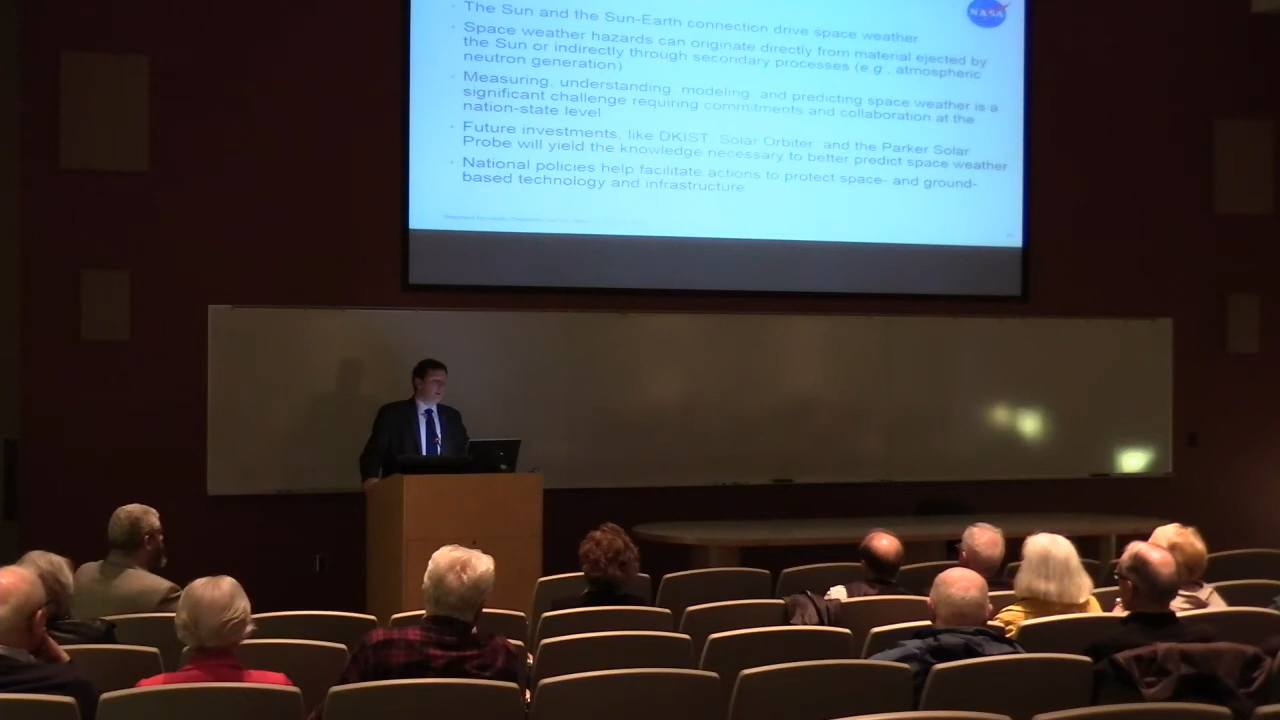 The Sun and the Sun-Earth connection drive space weather
NASA
Space weather hazards can originate directly from material ejected by
the Sun or indirectly through secondary processes (e.g., atmospheric
neutron generation)
Measuring, understanding, modeling, and predicting space weather is a
significant challenge requiring commitments and collaboration at the
nation-state level
Future investments, like DKIST, Solar Orbiter, and the Parker Solar
Probe will yield the knowledge necessary to better predict space weather
National policies help facilitate actions to protect space- and ground-
based technology and infrastructure